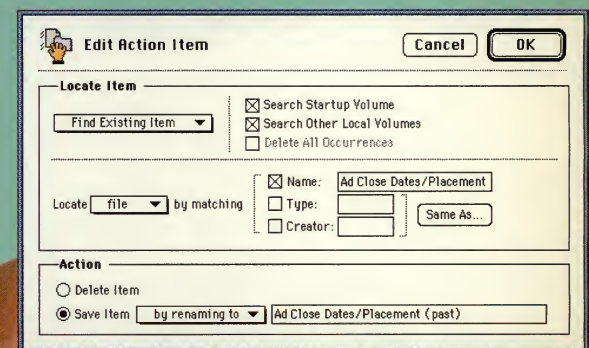 Edit Action Item
Cancel
OK
Locate Item
Find Existing Item
Search Startup Volume
Search Other Local Volumes
Delete All Occurrences
Locate file by matching
Name: Ad Close Dates/Placement
Type:
Creator:
Same As...
Action
Delete Item
Save Item by renaming to Ad Close Dates/Placement (past)